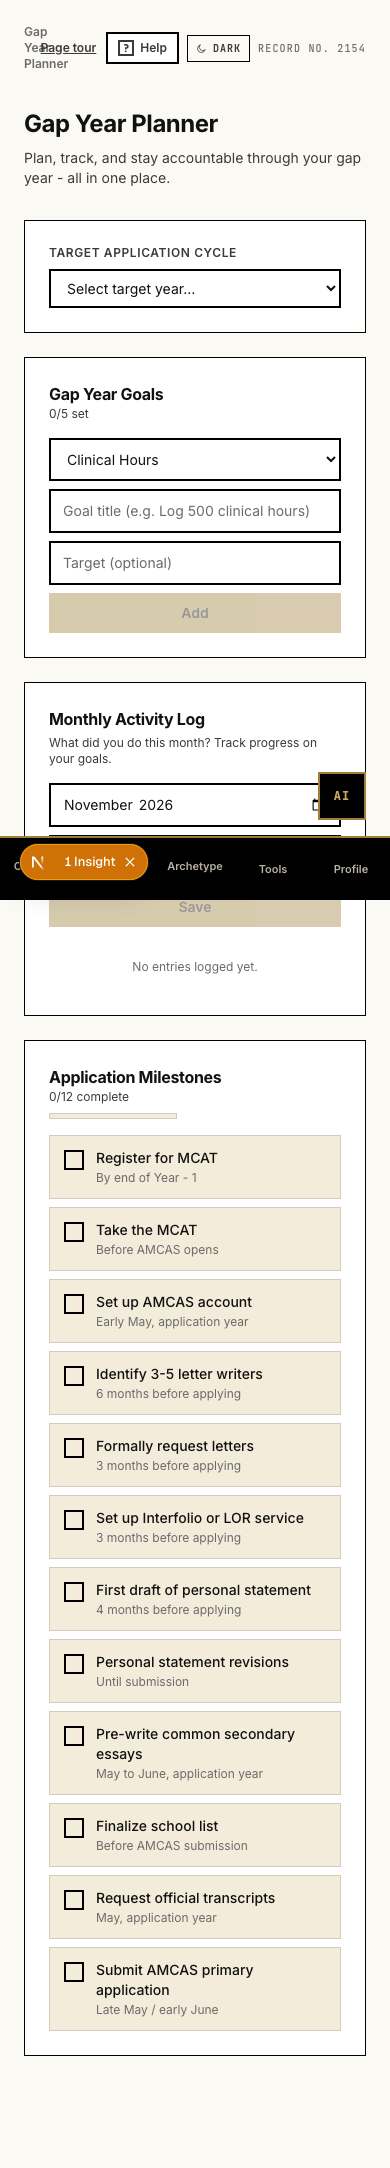 Gap
Year
Planner
Page tour
? Help
DARK
RECORD NO. 2154
Gap Year Planner
Plan, track, and stay accountable through your gap
year - all in one place.
TARGET APPLICATION CYCLE
Select target year...
Gap Year Goals
0/5 set
Clinical Hours
Goal title (e.g. Log 500 clinical hours)
Target (optional)
Add
Monthly Activity Log
What did you do this month? Track progress on
your goals.
November 2026
AI
N 1 Insight
Archetype
Tools
Profile
Save
No entries logged yet.
Application Milestones
0/12 complete
Register for MCAT
By end of Year - 1
Take the MCAT
Before AMCAS opens
Set up AMCAS account
Early May, application year
Identify 3-5 letter writers
6 months before applying
Formally request letters
3 months before applying
Set up Interfolio or LOR service
3 months before applying
First draft of personal statement
4 months before applying
Personal statement revisions
Until submission
Pre-write common secondary
essays
May to June, application year
Finalize school list
Before AMCAS submission
Request official transcripts
May, application year
Submit AMCAS primary
application
Late May / early June